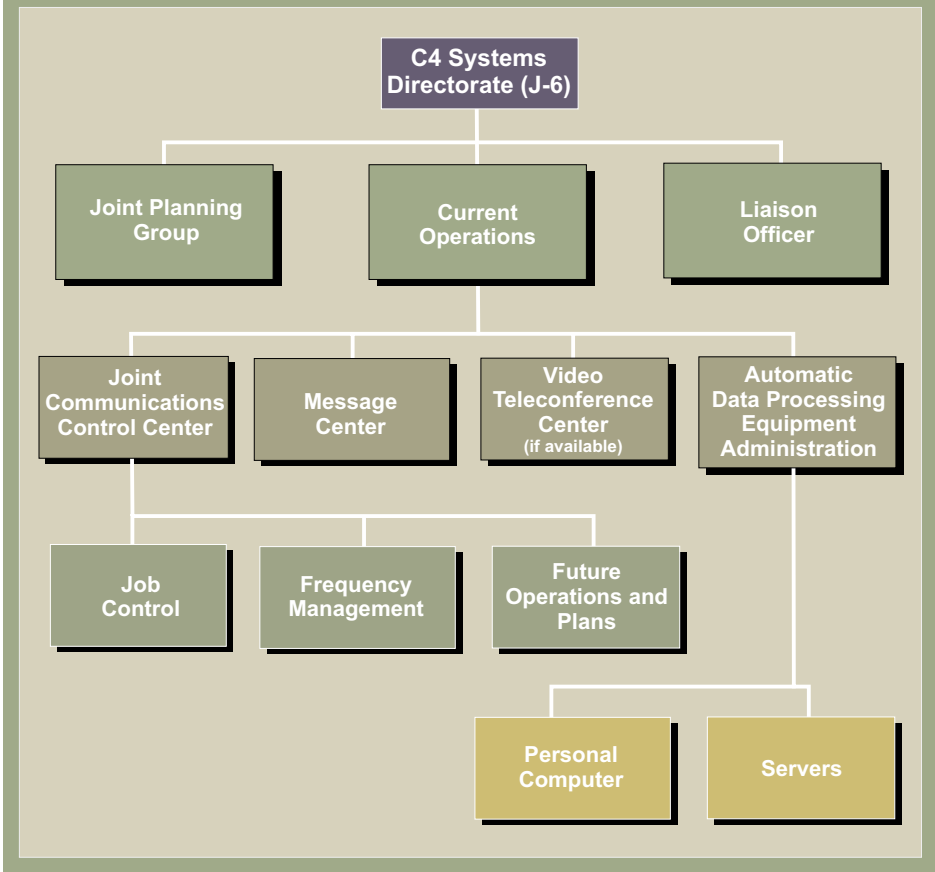 C4 Systems
Directorate (J-6)
Joint Planning
Group
Current
Operations
Liaison
Officer
Joint
Communications
Control Center
Message
Center
Video
Teleconference
Center
(if available)
Automatic
Data Processing
Equipment
Administration
Job
Control
Frequency
Management
Future
Operations and
Plans
Personal
Computer
Servers